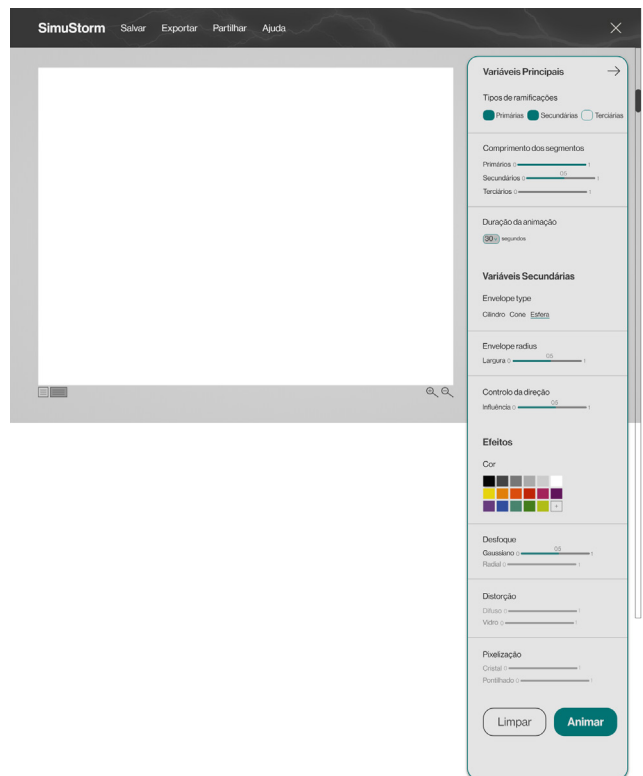 SimuStorm Salvar Exportar Partilhar Ajuda
Variáveis Principais
Tipos de ramificações
Primárias Secundárias Terciárias
Comprimento dos segmentos
Primários 0 1
Secundários 0 0.5 1
Terciários 0 1
Duração da animação
30 segundos
Variáveis Secundárias
Envelope type
Cilindro Cone Esfera
Envelope radius
Largura 0 0.5 1
Controlo da direção
Influência 0 0.5 1
Efeitos
Cor
+
Desfoque
Gaussiano 0 0.5 1
Radial 0 1
Distorção
Difuso 0 1
Vidro 0 1
Pixelização
Cristal 0 1
Pontilhado 0 1
Limpar Animar